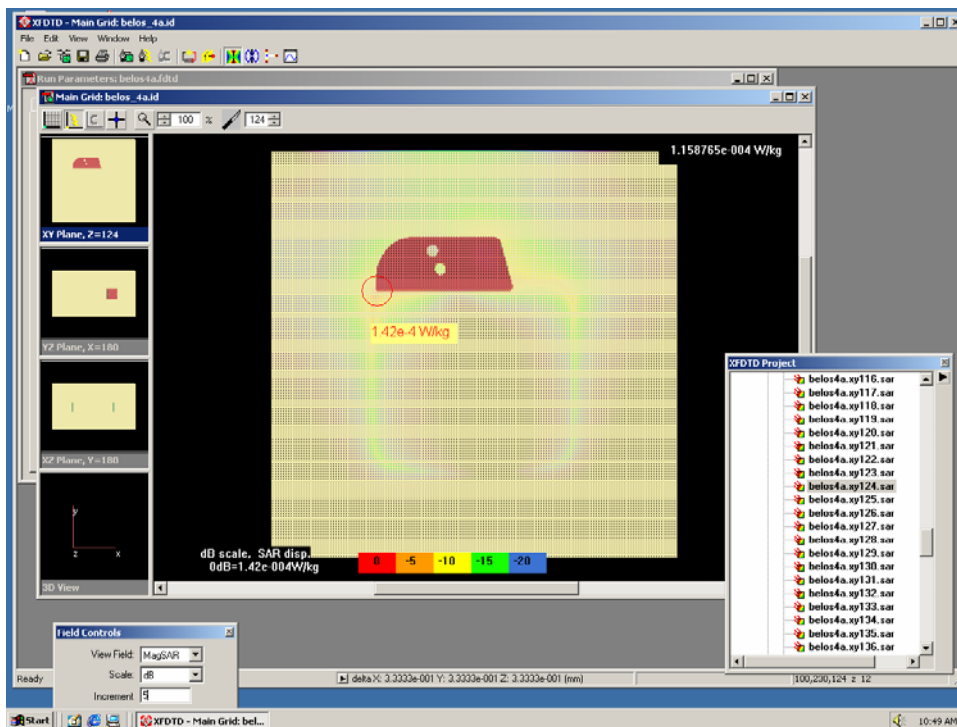 XFDTD - Main Grid: belos_4a.id
File Edit View Window Help
Run Parameters: belos4a.fdtd
Main Grid: belos_4a.id
100 % 124
1.158765e-004 W/kg
XY Plane, Z=124
1.42e-4 W/kg
YZ Plane, X=180
XZ Plane, Y=180
y
z x
3D View
dB scale, SAR disp.
0dB=1.42e-004W/kg
0 -5 -10 -15 -20
XFDTD Project
belos4a.xy116.sar
belos4a.xy117.sar
belos4a.xy118.sar
belos4a.xy119.sar
belos4a.xy120.sar
belos4a.xy121.sar
belos4a.xy122.sar
belos4a.xy123.sar
belos4a.xy124.sar
belos4a.xy125.sar
belos4a.xy126.sar
belos4a.xy127.sar
belos4a.xy128.sar
belos4a.xy129.sar
belos4a.xy130.sar
belos4a.xy131.sar
belos4a.xy132.sar
belos4a.xy133.sar
belos4a.xy134.sar
belos4a.xy135.sar
belos4a.xy136.sar
Field Controls
View Field: MagSAR
Scale: dB
Increment 5
Ready
delta X: 3.3333e-001 Y: 3.3333e-001 Z: 3.3333e-001 (mm)
100,230,124 z 12
Start
XFDTD - Main Grid: bel...
10:49 AM